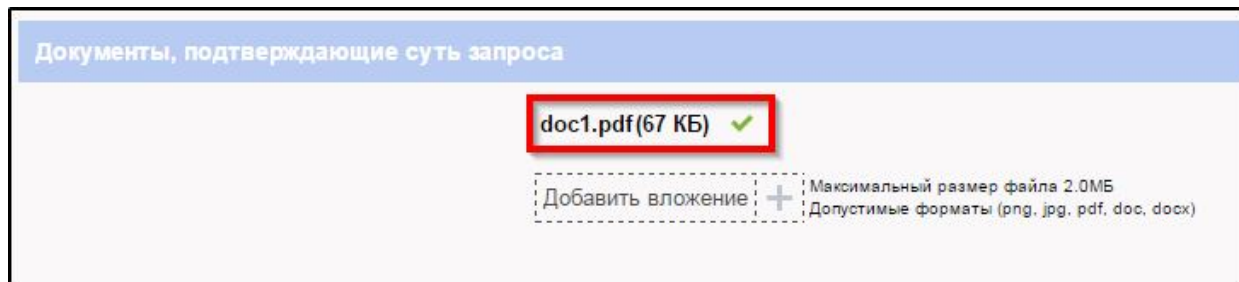 Документы, подтверждающие суть запроса
doc1.pdf(67 КБ)
Добавить вложение
Максимальный размер файла 2.0МБ
Допустимые форматы (png, jpg, pdf, doc, docx)